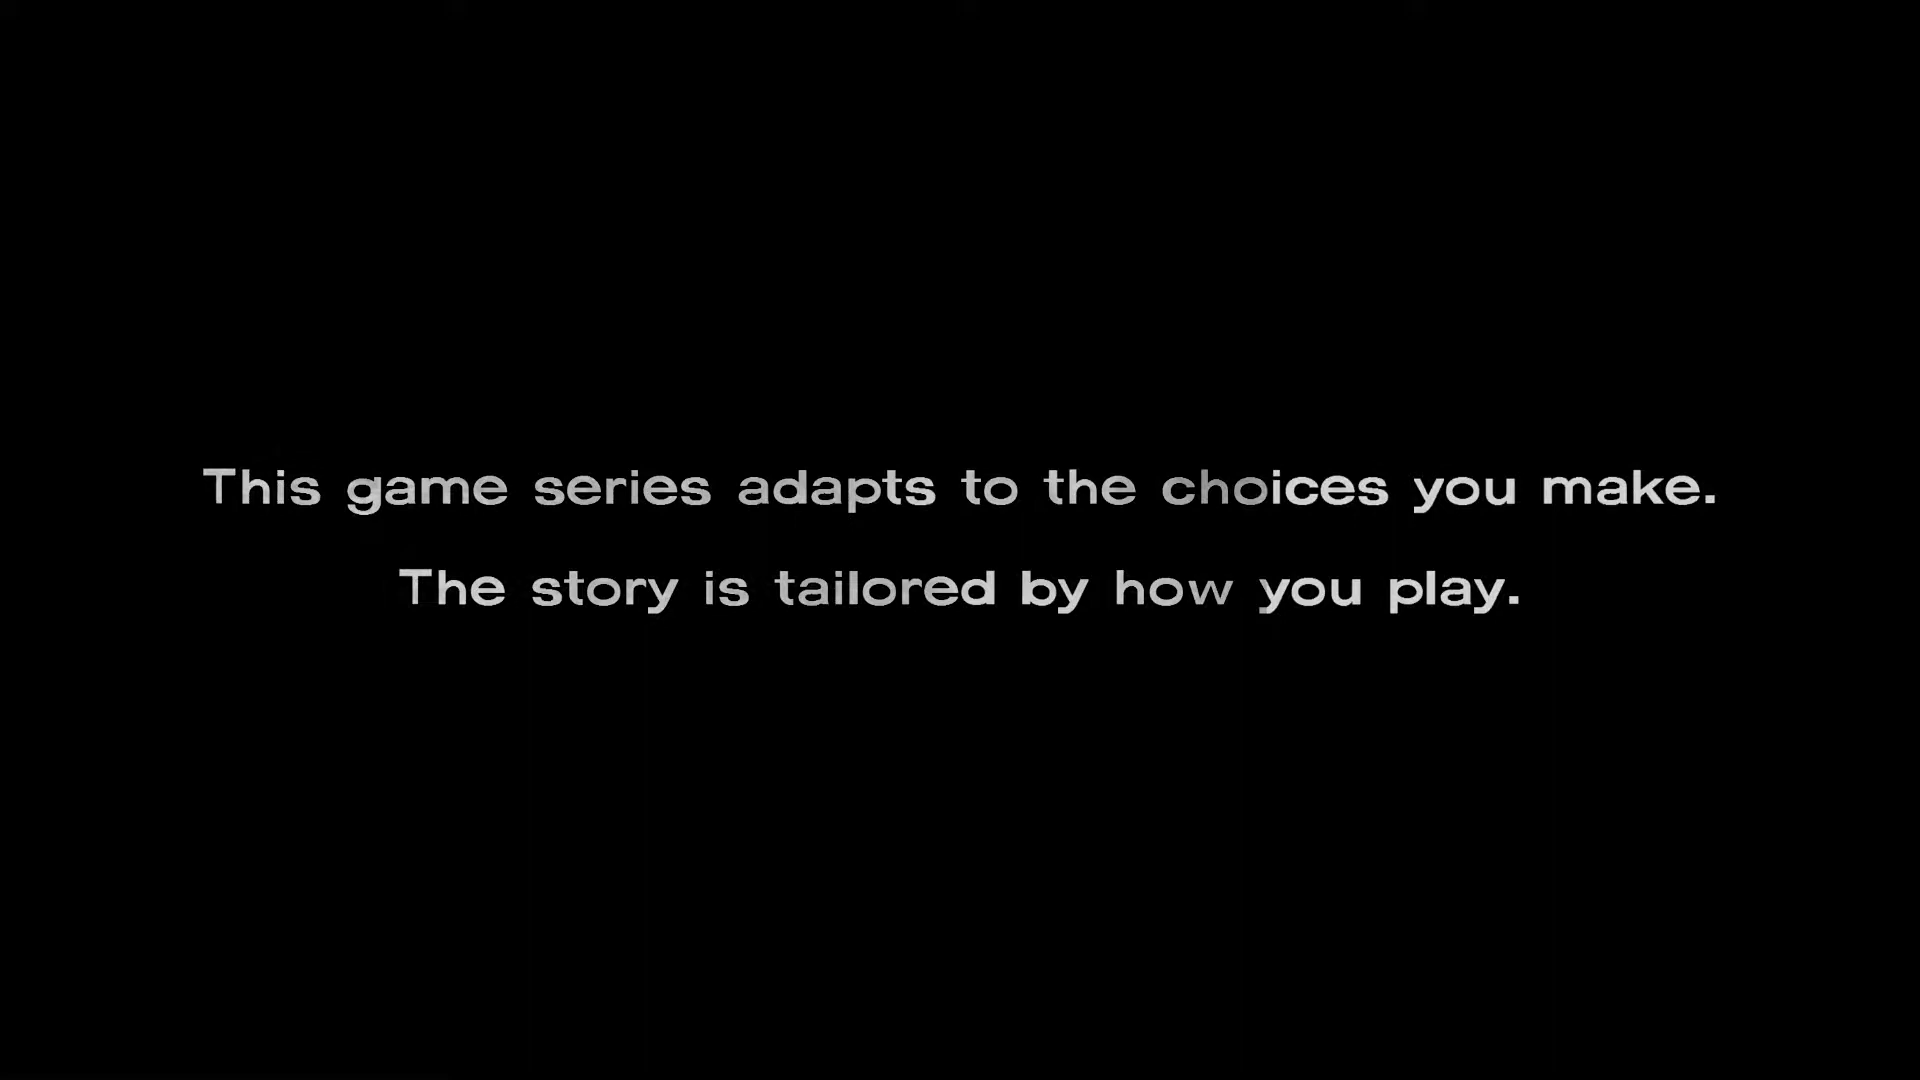 This game series adapts to the choices you make.
The story is tailored by how you play.